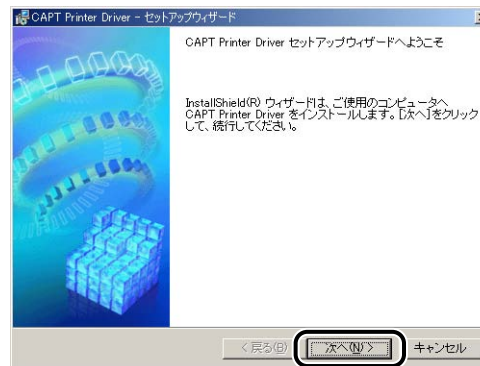 CAPT Printer Driver - セットアップウィザード
CAPT Printer Driver セットアップウィザードへようこそ
InstallShield(R) ウィザードは、ご使用のコンピュータへ
CAPT Printer Driver をインストールします。[次へ]をクリック
して、続行してください。
< 戻る(B)
次へ(N) >
キャンセル